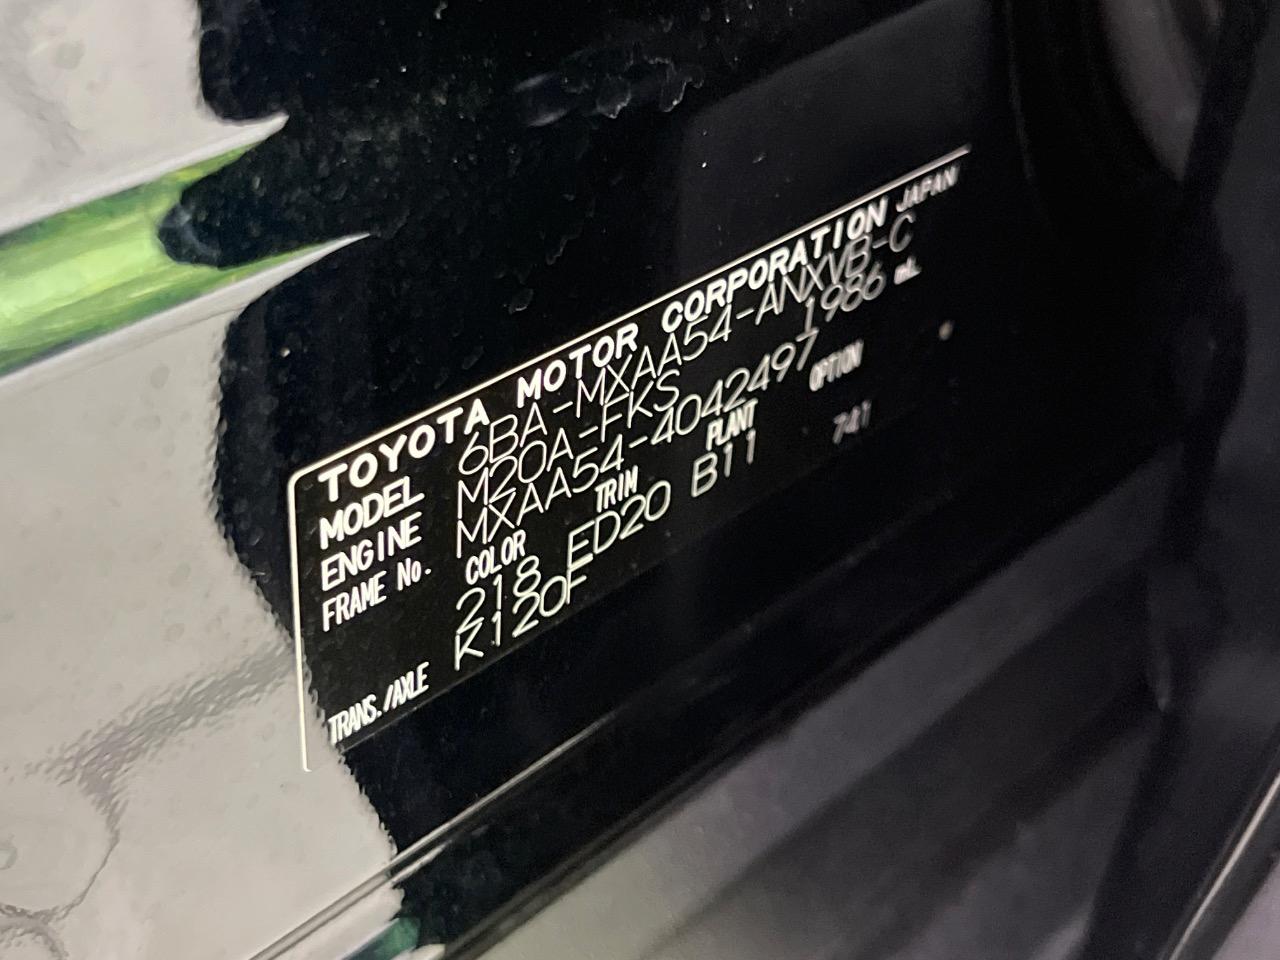 TOYOTA MOTOR CORPORATION JAPAN
MODEL 6BA-MXAA54-ANXVB-C
ENGINE M20A-FKS 1986 mL
FRAME No. MXAA54-4042497
COLOR TRIM PLANT OPTION
218 ED20 B11 741
TRANS./AXLE K120F